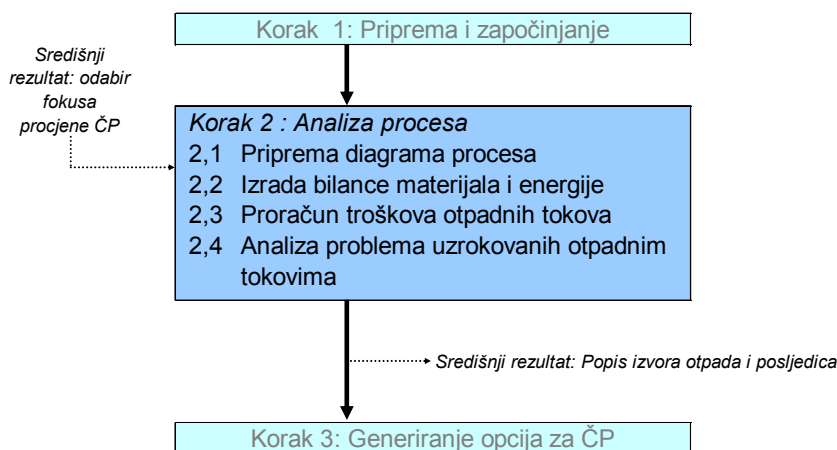 Korak 1: Priprema i započinjanje
Središnji
rezultat: odabir
fokusa
procjene ČP
Korak 2 : Analiza procesa
2,1 Priprema diagrama procesa
2,2 Izrada bilance materijala i energije
2,3 Proračun troškova otpadnih tokova
2,4 Analiza problema uzrokovanih otpadnim
tokovima
Središnji rezultat: Popis izvora otpada i posljedica
Korak 3: Generiranje opcija za ČP